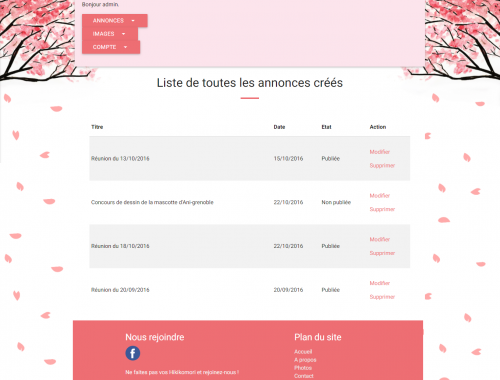 Bonjour admin.
ANNONCES
IMAGES
COMPTE
Liste de toutes les annonces créés
Titre Date Etat Action
Réunion du 13/10/2016 15/10/2016 Publiée Modifier
Supprimer
Concours de dessin de la mascotte d'Ani-grenoble 22/10/2016 Non publiée Modifier
Supprimer
Réunion du 18/10/2016 22/10/2016 Publiée Modifier
Supprimer
Réunion du 20/09/2016 20/09/2016 Publiée Modifier
Supprimer
Nous rejoindre
Ne faites pas vos Hikikomori et rejoinez-nous !
Plan du site
Accueil
A propos
Photos
Contact